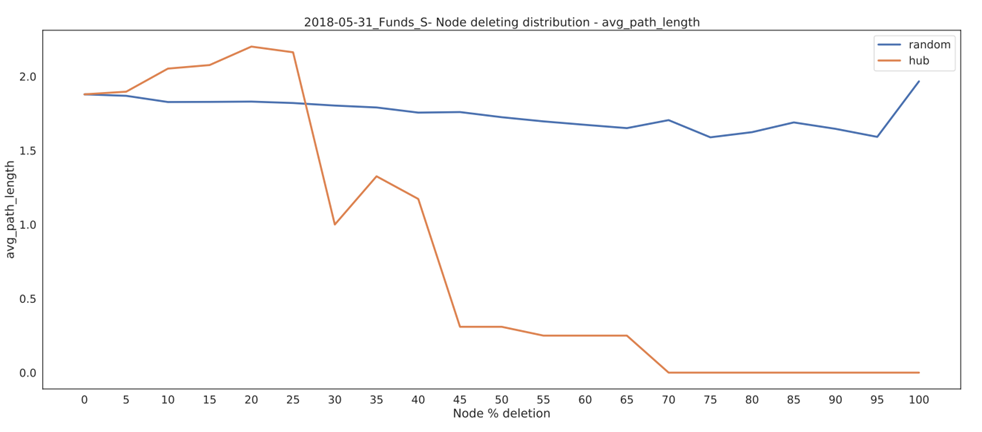 2018-05-31_Funds_S- Node deleting distribution - avg_path_length
random
hub
avg_path_length
2.0
1.5
1.0
0.5
0.0
0 5 10 15 20 25 30 35 40 45 50 55 60 65 70 75 80 85 90 95 100
Node % deletion